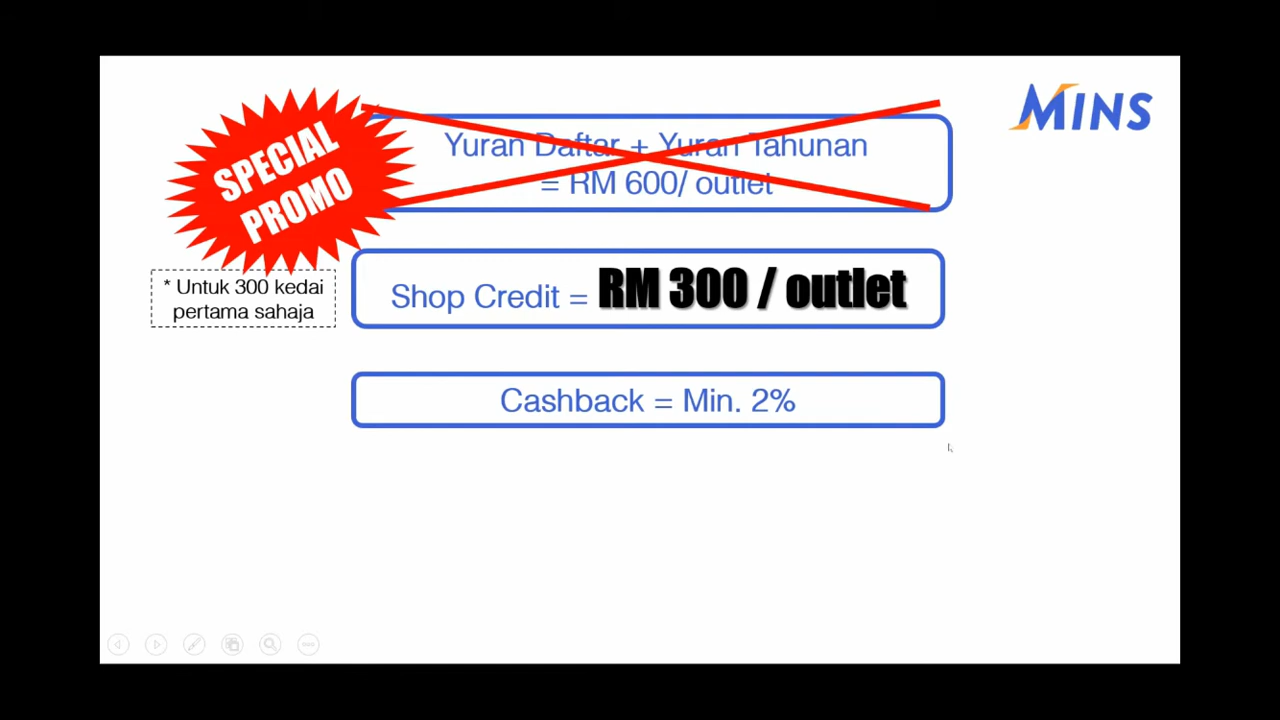 MINS
SPECIAL
PROMO
Yuran Daftar + Yuran Tahunan
= RM 600/ outlet
* Untuk 300 kedai
pertama sahaja
Shop Credit = RM 300 / outlet
Cashback = Min. 2%